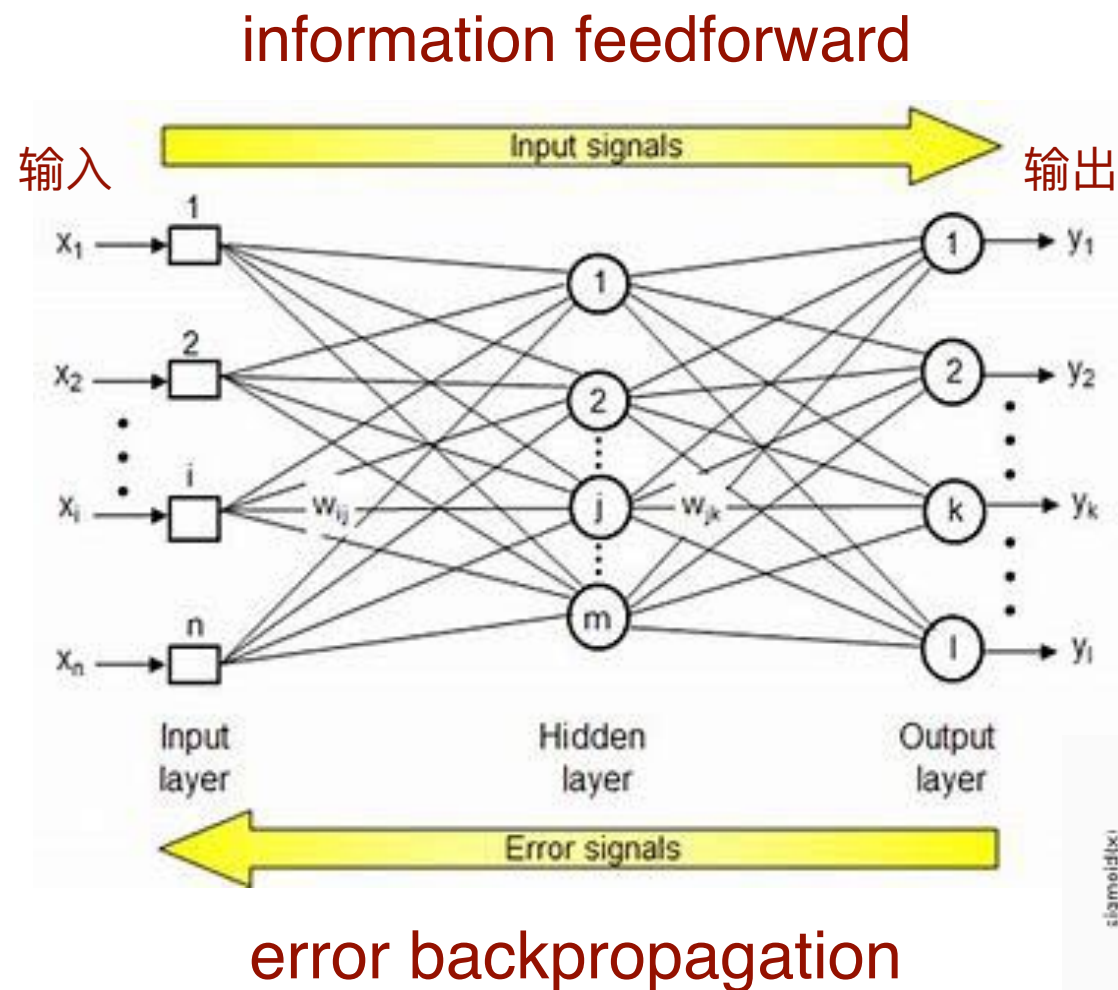 information feedforward
Input signals
输入
输出
1
x₁
1
y₁
1
2
x₂
2
2
y₂
i
xᵢ
wᵢⱼ
j
wⱼₖ
k
yₖ
n
xₙ
m
l
yₗ
Input layer
Hidden layer
Output layer
Error signals
sigmoid(x)
error backpropagation